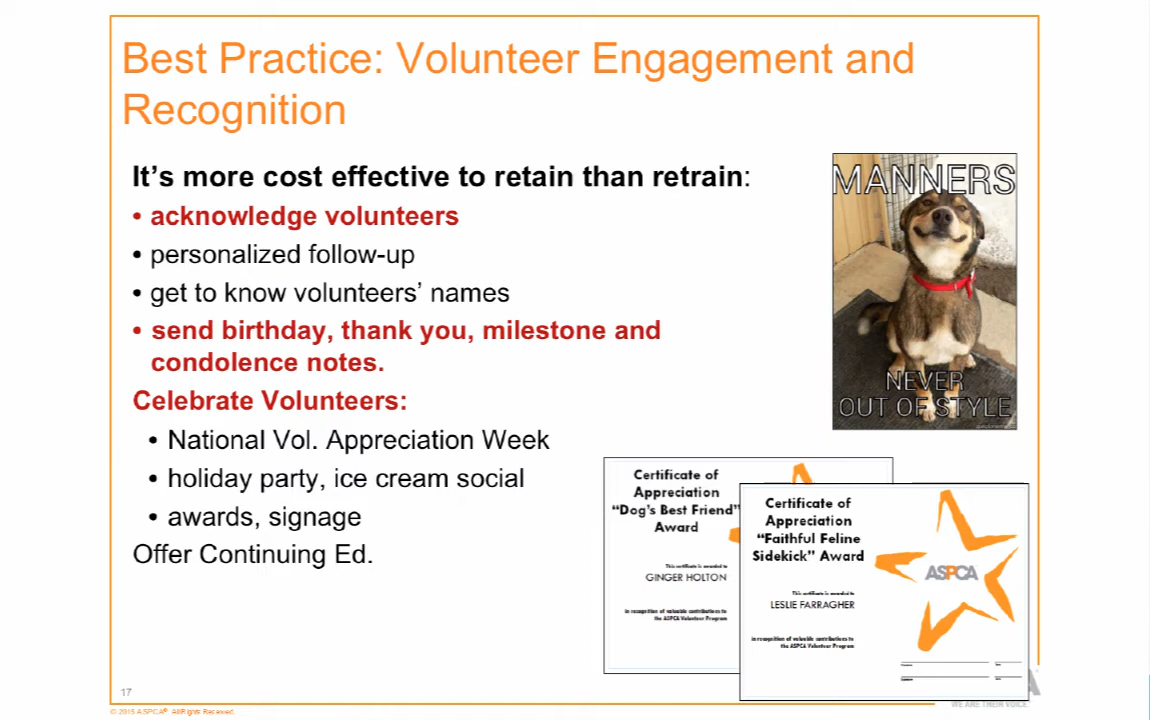 Best Practice: Volunteer Engagement and
Recognition
It's more cost effective to retain than retrain:
• acknowledge volunteers
• personalized follow-up
• get to know volunteers' names
• send birthday, thank you, milestone and
condolence notes.
Celebrate Volunteers:
• National Vol. Appreciation Week
• holiday party, ice cream social
• awards, signage
Offer Continuing Ed.
MANNERS
NEVER
OUT OF STYLE
Certificate of
Appreciation
"Dog's Best Friend"
Award
This certificate is awarded to
GINGER HOLTON
in recognition of valuable contributions to
the ASPCA Volunteer Program
Certificate of
Appreciation
"Faithful Feline
Sidekick" Award
This certificate is awarded to
LESLIE FARRAGHER
in recognition of valuable contributions to
the ASPCA Volunteer Program
ASPCA
17
© 2015 ASPCA®. All Rights Reserved.
WE ARE THEIR VOICE